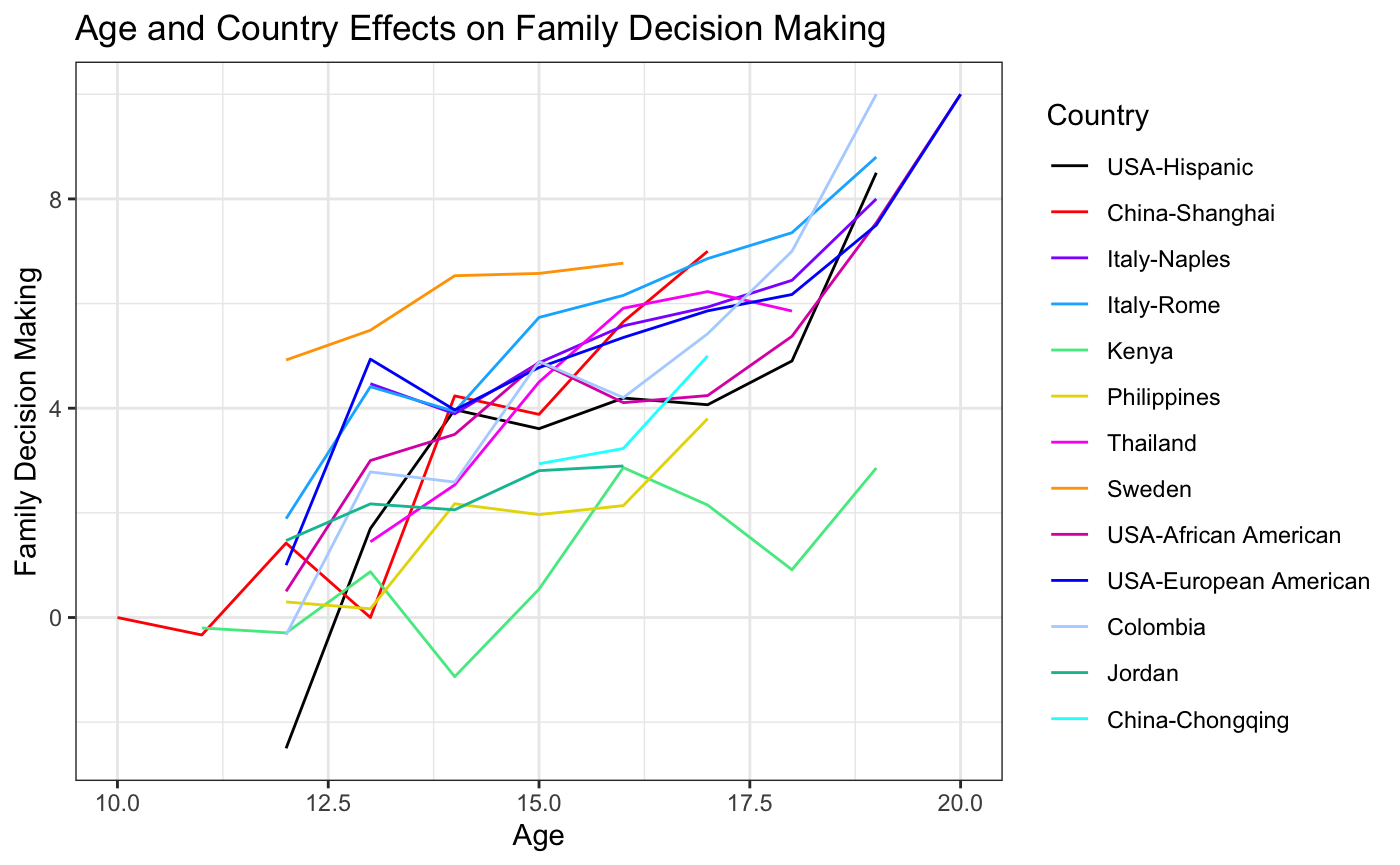 Age and Country Effects on Family Decision Making
Family Decision Making
8
4
0
10.0 12.5 15.0 17.5 20.0
Age
Country
USA-Hispanic
China-Shanghai
Italy-Naples
Italy-Rome
Kenya
Philippines
Thailand
Sweden
USA-African American
USA-European American
Colombia
Jordan
China-Chongqing